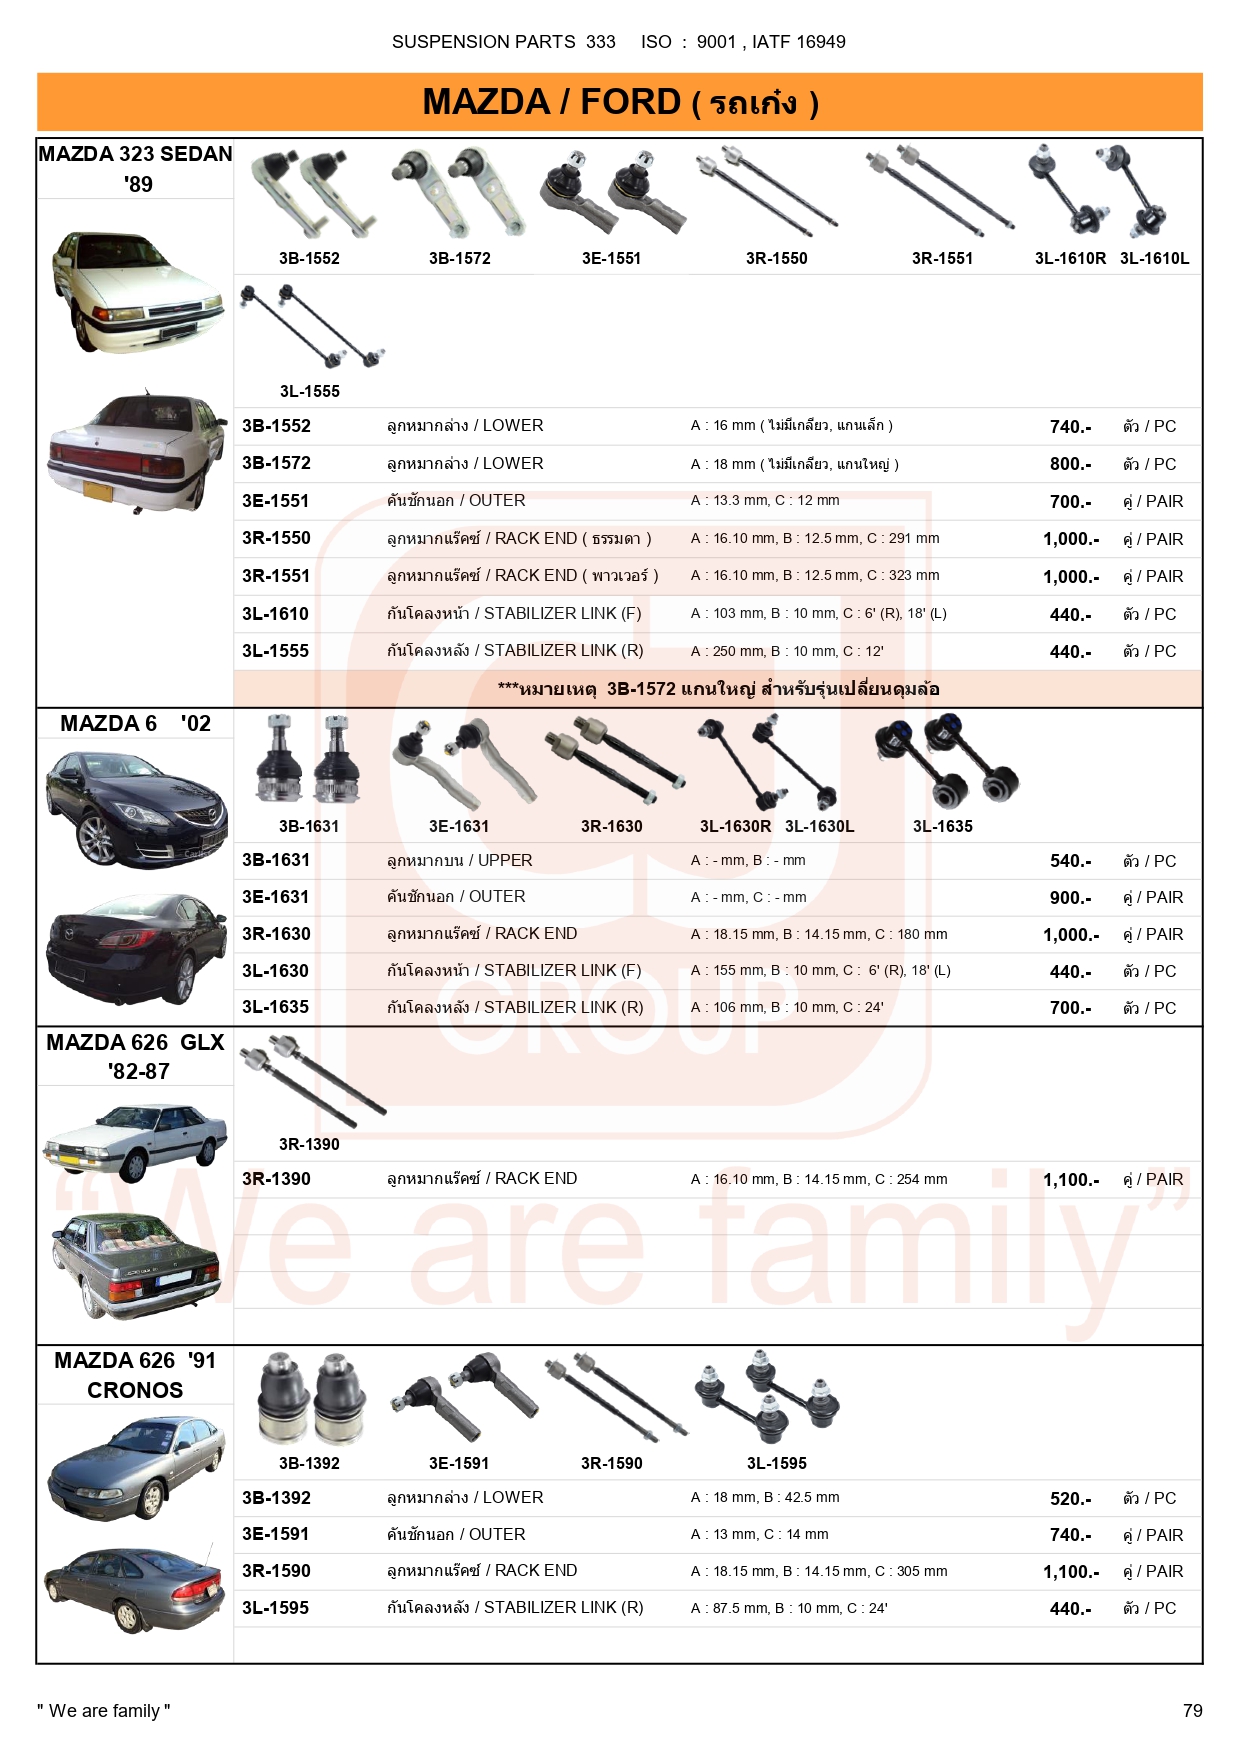 SUSPENSION PARTS 333 ISO : 9001 , IATF 16949
MAZDA / FORD ( รถเก๋ง )
MAZDA 323 SEDAN
'89
3B-1552 3B-1572 3E-1551 3R-1550 3R-1551 3L-1610R 3L-1610L
3L-1555
3B-1552 ลูกหมากล่าง / LOWER A : 16 mm ( ไม่มีเกลียว, แกนเล็ก ) 740.- ตัว / PC
3B-1572 ลูกหมากล่าง / LOWER A : 18 mm ( ไม่มีเกลียว, แกนใหญ่ ) 800.- ตัว / PC
3E-1551 คันชักนอก / OUTER A : 13.3 mm, C : 12 mm 700.- คู่ / PAIR
3R-1550 ลูกหมากแร๊คซ์ / RACK END ( ธรรมดา ) A : 16.10 mm, B : 12.5 mm, C : 291 mm 1,000.- คู่ / PAIR
3R-1551 ลูกหมากแร๊คซ์ / RACK END ( พาวเวอร์ ) A : 16.10 mm, B : 12.5 mm, C : 323 mm 1,000.- คู่ / PAIR
3L-1610 กันโคลงหน้า / STABILIZER LINK (F) A : 103 mm, B : 10 mm, C : 6' (R), 18' (L) 440.- ตัว / PC
3L-1555 กันโคลงหลัง / STABILIZER LINK (R) A : 250 mm, B : 10 mm, C : 12' 440.- ตัว / PC
***หมายเหตุ 3B-1572 แกนใหญ่ สำหรับรุ่นเปลี่ยนดุมล้อ
MAZDA 6 '02
3B-1631 3E-1631 3R-1630 3L-1630R 3L-1630L 3L-1635
3B-1631 ลูกหมากบน / UPPER A : - mm, B : - mm 540.- ตัว / PC
3E-1631 คันชักนอก / OUTER A : - mm, C : - mm 900.- คู่ / PAIR
3R-1630 ลูกหมากแร๊คซ์ / RACK END A : 18.15 mm, B : 14.15 mm, C : 180 mm 1,000.- คู่ / PAIR
3L-1630 กันโคลงหน้า / STABILIZER LINK (F) A : 155 mm, B : 10 mm, C : 6' (R), 18' (L) 440.- ตัว / PC
3L-1635 กันโคลงหลัง / STABILIZER LINK (R) A : 106 mm, B : 10 mm, C : 24' 700.- ตัว / PC
GROUP
MAZDA 626 GLX
'82-87
3R-1390
3R-1390 ลูกหมากแร๊คซ์ / RACK END A : 16.10 mm, B : 14.15 mm, C : 254 mm 1,100.- คู่ / PAIR
“We are family”
MAZDA 626 '91
CRONOS
3B-1392 3E-1591 3R-1590 3L-1595
3B-1392 ลูกหมากล่าง / LOWER A : 18 mm, B : 42.5 mm 520.- ตัว / PC
3E-1591 คันชักนอก / OUTER A : 13 mm, C : 14 mm 740.- คู่ / PAIR
3R-1590 ลูกหมากแร๊คซ์ / RACK END A : 18.15 mm, B : 14.15 mm, C : 305 mm 1,100.- คู่ / PAIR
3L-1595 กันโคลงหลัง / STABILIZER LINK (R) A : 87.5 mm, B : 10 mm, C : 24' 440.- ตัว / PC
" We are family " 79